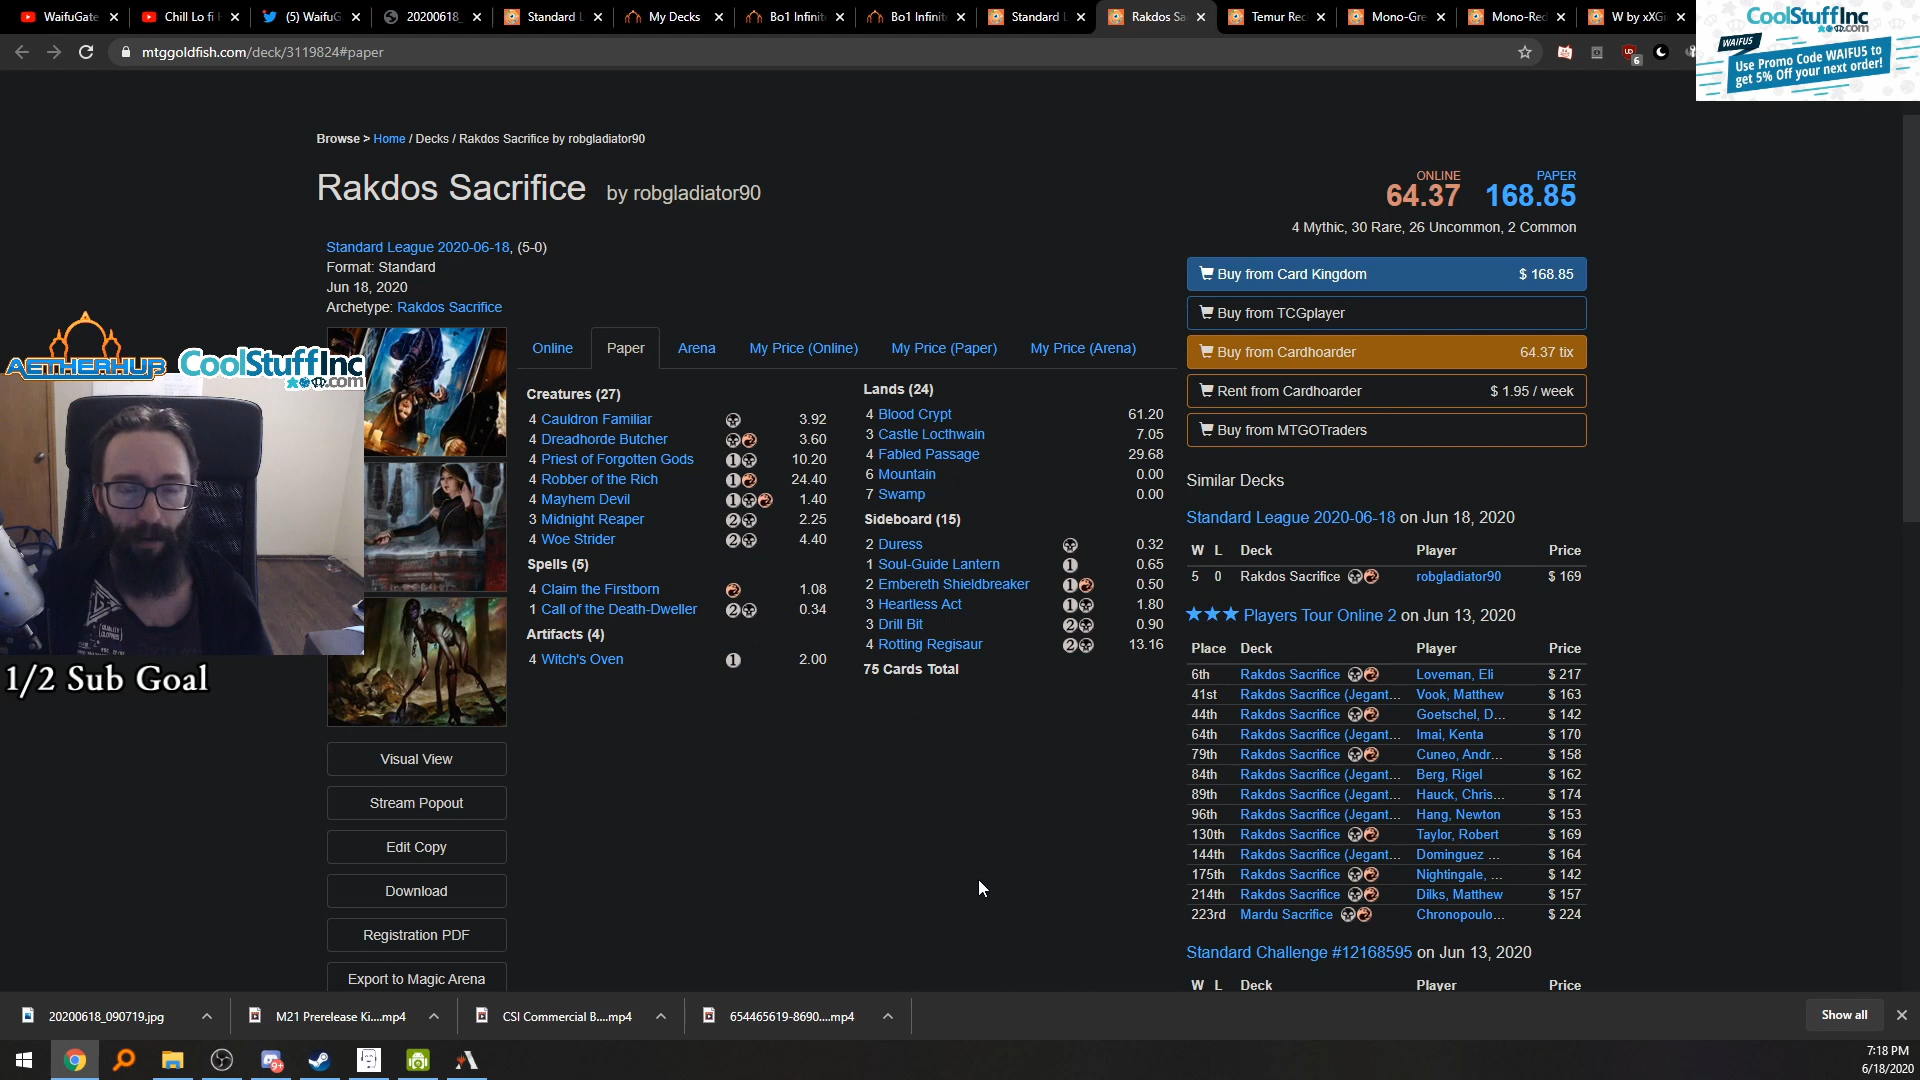 WaifuGate
Chill Lo fi
(5) WaifuG
20200618_
Standard L
My Decks
Bo1 Infinit
Bo1 Infinit
Standard L
Rakdos Sa
Temur Rec
Mono-Gre
Mono-Red
W by xXGi
mtggoldfish.com/deck/3119824#paper
CoolStuffInc
.com
WAIFU5
Use Promo Code WAIFU5 to
get 5% Off your next order!
Browse > Home / Decks / Rakdos Sacrifice by robgladiator90
Rakdos Sacrifice by robgladiator90
ONLINE PAPER
64.37 168.85
4 Mythic, 30 Rare, 26 Uncommon, 2 Common
Standard League 2020-06-18, (5-0)
Format: Standard
Jun 18, 2020
Archetype: Rakdos Sacrifice
Buy from Card Kingdom $ 168.85
Buy from TCGplayer
Buy from Cardhoarder 64.37 tix
Rent from Cardhoarder $ 1.95 / week
Buy from MTGOTraders
AETHERHUB
CoolStuffInc
.com
1/2 Sub Goal
Online Paper Arena My Price (Online) My Price (Paper) My Price (Arena)
Creatures (27)
4 Cauldron Familiar 3.92
4 Dreadhorde Butcher 3.60
4 Priest of Forgotten Gods 1 10.20
4 Robber of the Rich 1 24.40
4 Mayhem Devil 1 1.40
3 Midnight Reaper 2 2.25
4 Woe Strider 2 4.40
Spells (5)
4 Claim the Firstborn 1.08
1 Call of the Death-Dweller 2 0.34
Artifacts (4)
4 Witch's Oven 1 2.00
Lands (24)
4 Blood Crypt 61.20
3 Castle Locthwain 7.05
4 Fabled Passage 29.68
6 Mountain 0.00
7 Swamp 0.00
Sideboard (15)
2 Duress 0.32
1 Soul-Guide Lantern 1 0.65
2 Embereth Shieldbreaker 1 0.50
3 Heartless Act 1 1.80
3 Drill Bit 2 0.90
4 Rotting Regisaur 2 13.16
75 Cards Total
Similar Decks
Standard League 2020-06-18 on Jun 18, 2020
W L Deck Player Price
5 0 Rakdos Sacrifice robgladiator90 $ 169
Players Tour Online 2 on Jun 13, 2020
Place Deck Player Price
6th Rakdos Sacrifice Loveman, Eli $ 217
41st Rakdos Sacrifice (Jegant... Vook, Matthew $ 163
44th Rakdos Sacrifice Goetschel, D... $ 142
64th Rakdos Sacrifice (Jegant... Imai, Kenta $ 170
79th Rakdos Sacrifice Cuneo, Andr... $ 158
84th Rakdos Sacrifice (Jegant... Berg, Rigel $ 162
89th Rakdos Sacrifice (Jegant... Hauck, Chris... $ 174
96th Rakdos Sacrifice (Jegant... Hang, Newton $ 153
130th Rakdos Sacrifice Taylor, Robert $ 169
144th Rakdos Sacrifice (Jegant... Dominguez ... $ 164
175th Rakdos Sacrifice Nightingale, ... $ 142
214th Rakdos Sacrifice Dilks, Matthew $ 157
223rd Mardu Sacrifice Chronopoulo... $ 224
Standard Challenge #12168595 on Jun 13, 2020
W L Deck Player Price
Visual View
Stream Popout
Edit Copy
Download
Registration PDF
Export to Magic Arena
20200618_090719.jpg
M21 Prerelease Ki....mp4
CSI Commercial B....mp4
654465619-8690....mp4
Show all
9+
7:18 PM
6/18/2020